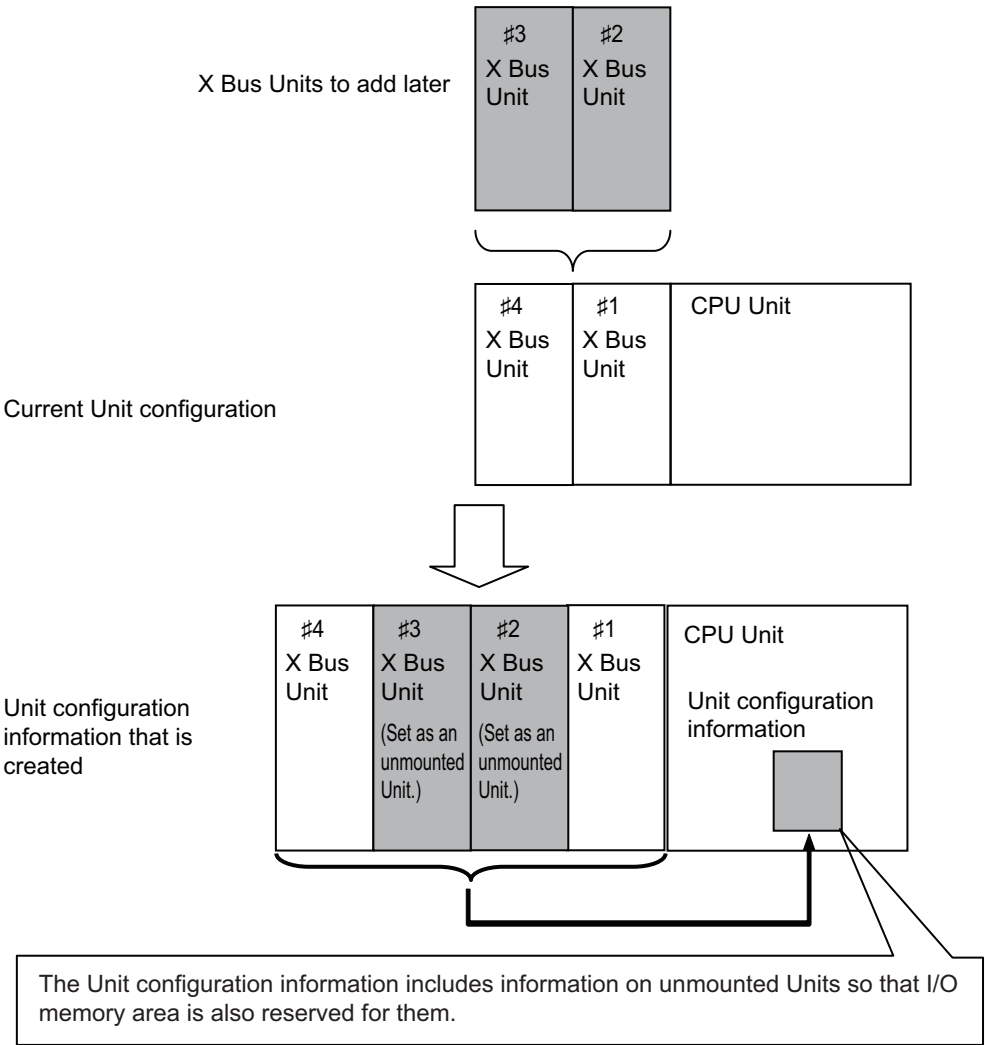 ♯3
X Bus
Unit
♯2
X Bus
Unit
X Bus Units to add later
♯4
X Bus
Unit
♯1
X Bus
Unit
CPU Unit
Current Unit configuration
♯4
X Bus
Unit
♯3
X Bus
Unit
(Set as an
unmounted
Unit.)
♯2
X Bus
Unit
(Set as an
unmounted
Unit.)
♯1
X Bus
Unit
CPU Unit
Unit configuration
information
Unit configuration
information that is
created
The Unit configuration information includes information on unmounted Units so that I/O
memory area is also reserved for them.